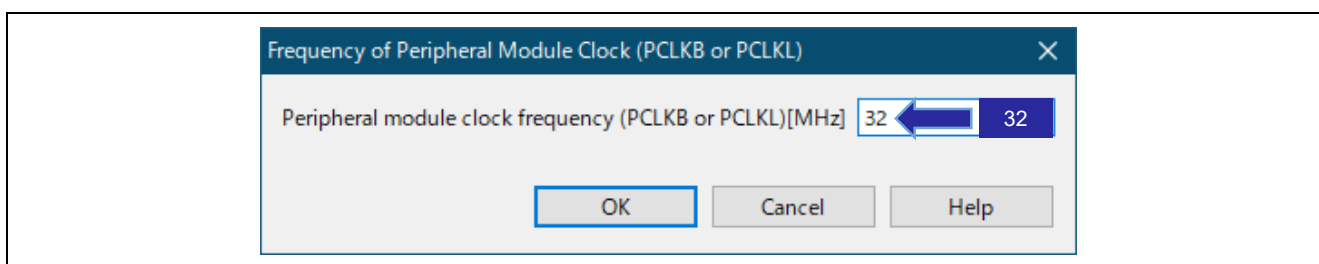 Frequency of Peripheral Module Clock (PCLKB or PCLKL)
Peripheral module clock frequency (PCLKB or PCLKL)[MHz] 32 32
OK Cancel Help